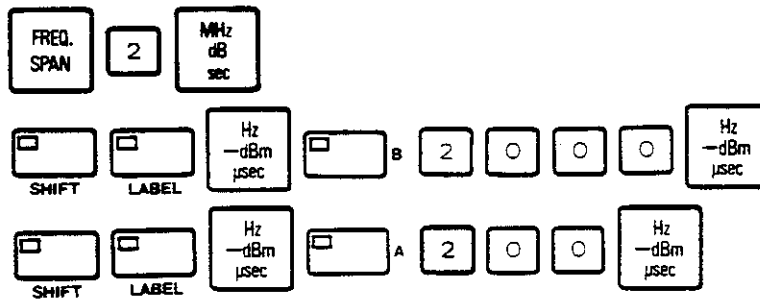 FREQ. SPAN 2 MHz dB sec
SHIFT LABEL Hz —dBm µsec B 2 0 0 0 Hz —dBm µsec
SHIFT LABEL Hz —dBm µsec A 2 0 0 Hz —dBm µsec